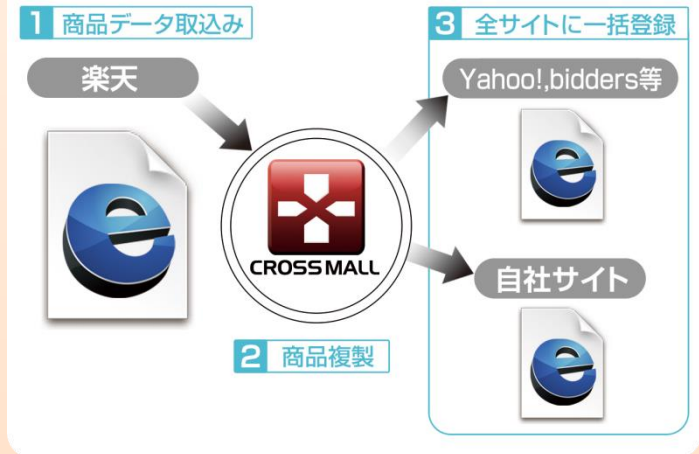 1 商品データ取込み
楽天
CROSS MALL
2 商品複製
3 全サイトに一括登録
Yahoo!,bidders等
自社サイト